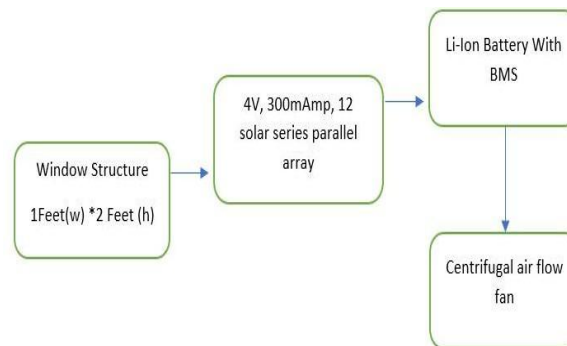 Window Structure
1Feet(w) *2 Feet (h)
4V, 300mAmp, 12
solar series parallel
array
Li-Ion Battery With
BMS
Centrifugal air flow
fan